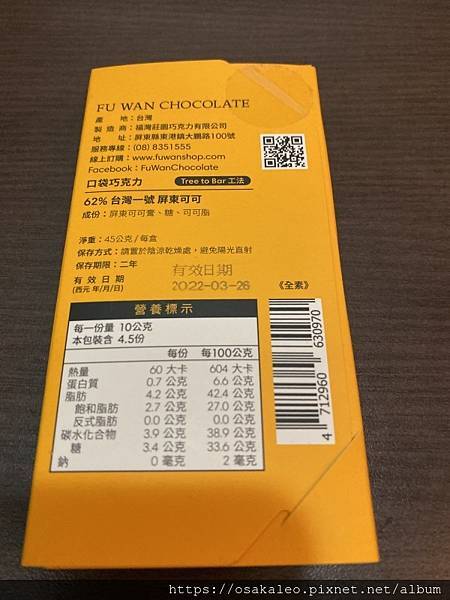 FU WAN CHOCOLATE
產 地：台灣
製 造 商：福灣莊園巧克力有限公司
地 址：屏東縣東港鎮大鵬路100號
服務專線：(08) 8351555
線上訂購：www.fuwanshop.com
Facebook：FuWanChocolate
口袋巧克力 Tree to Bar 工法
62% 台灣一號 屏東可可
成份：屏東可可膏、糖、可可脂
淨重：45公克/每盒
保存方式：請置於陰涼乾燥處，避免陽光直射
保存期限：二年
有 效 日 期
(西元 年/月/日)
有效日期
2022-03-26
《全素》
營養標示
每一份量 10公克
本包裝含 4.5份
每份 每100公克
熱量 60 大卡 604 大卡
蛋白質 0.7 公克 6.6 公克
脂肪 4.2 公克 42.4 公克
飽和脂肪 2.7 公克 27.0 公克
反式脂肪 0.0 公克 0.0 公克
碳水化合物 3.9 公克 38.9 公克
糖 3.4 公克 33.6 公克
鈉 0 毫克 2 毫克
4 712960 630970
https://osakaleo.pixnet.net/album